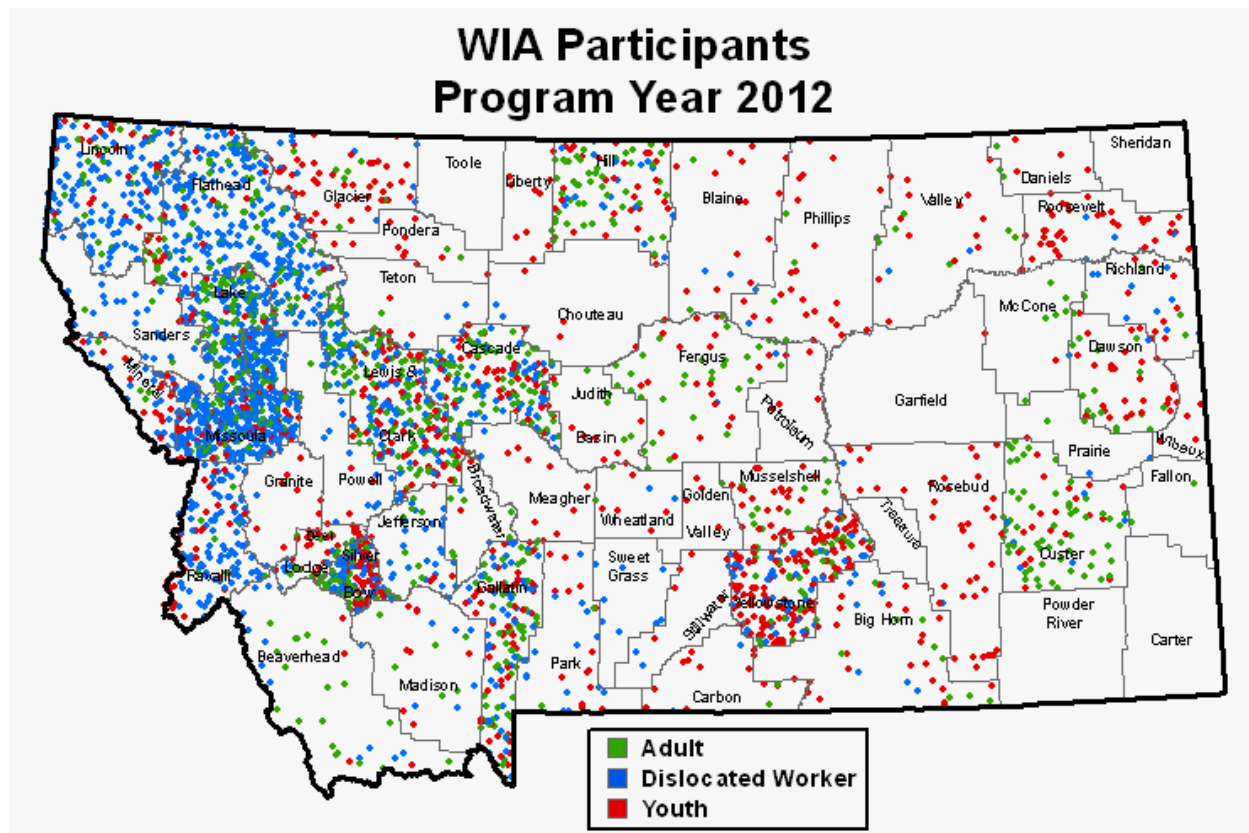 WIA Participants
Program Year 2012
Lincoln
Flathead
Glacier
Toole
Liberty
Hill
Blaine
Phillips
Valley
Daniels
Sheridan
Roosevelt
Pondera
Teton
Chouteau
Richland
McCone
Lake
Sanders
Mineral
Missoula
Lewis &
Clark
Cascade
Judith
Basin
Fergus
Petroleum
Garfield
Dawson
Prairie
Wibaux
Fallon
Granite
Powell
Jefferson
Broadwater
Meagher
Wheatland
Golden
Valley
Musselshell
Rosebud
Treasure
Custer
Deer
Lodge
Silver
Bow
Ravalli
Gallatin
Sweet
Grass
Stillwater
Yellowstone
Big Horn
Powder
River
Carter
Beaverhead
Madison
Park
Carbon
Adult
Dislocated Worker
Youth